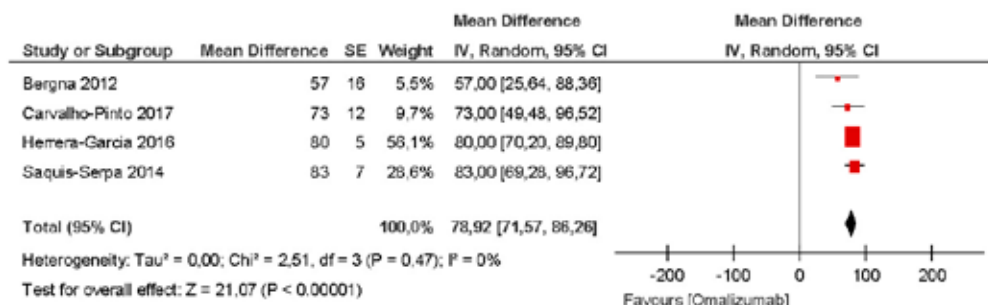 Mean Difference Mean Difference
Study or Subgroup Mean Difference SE Weight IV, Random, 95% CI IV, Random, 95% CI
Bergna 2012 57 16 5,5% 57,00 [25,64, 88,36]
Carvalho-Pinto 2017 73 12 9,7% 73,00 [49,48, 96,52]
Herrera-Garcia 2016 80 5 56,1% 80,00 [70,20, 89,80]
Saquis-Serpa 2014 83 7 28,6% 83,00 [69,28, 96,72]
Total (95% CI) 100,0% 78,92 [71,57, 86,26]
Heterogeneity: Tau² = 0,00; Chi² = 2,51, df = 3 (P = 0,47); I² = 0%
Test for overall effect: Z = 21,07 (P < 0,00001)
-200 -100 0 100 200
Favours [Omalizumab]